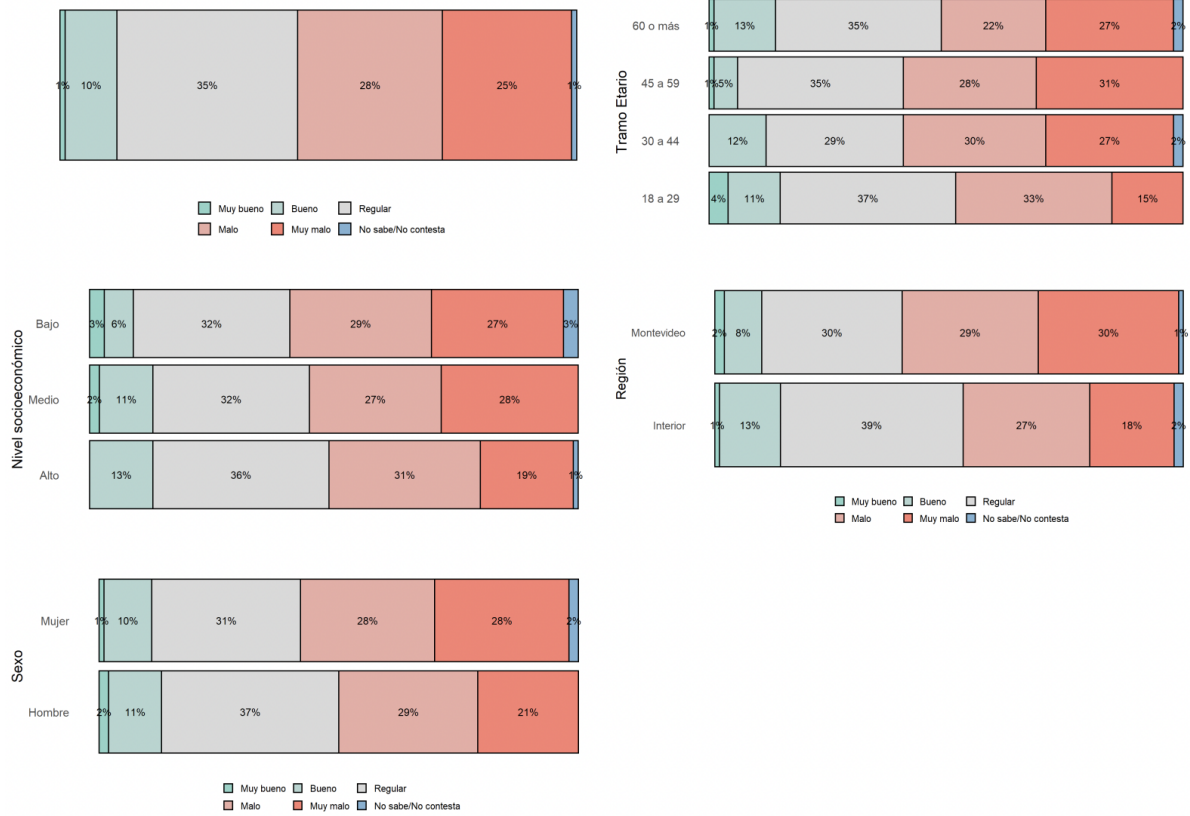 1% 10% 35% 28% 25% 1%
Muy bueno Bueno Regular
Malo Muy malo No sabe/No contesta
Tramo Etario
60 o más 1% 13% 35% 22% 27% 2%
45 a 59 1% 5% 35% 28% 31%
30 a 44 12% 29% 30% 27% 2%
18 a 29 4% 11% 37% 33% 15%
Nivel socioeconómico
Bajo 3% 6% 32% 29% 27% 3%
Medio 2% 11% 32% 27% 28%
Alto 13% 36% 31% 19% 1%
Región
Montevideo 2% 8% 30% 29% 30% 1%
Interior 1% 13% 39% 27% 18% 2%
Muy bueno Bueno Regular
Malo Muy malo No sabe/No contesta
Sexo
Mujer 1% 10% 31% 28% 28% 2%
Hombre 2% 11% 37% 29% 21%
Muy bueno Bueno Regular
Malo Muy malo No sabe/No contesta